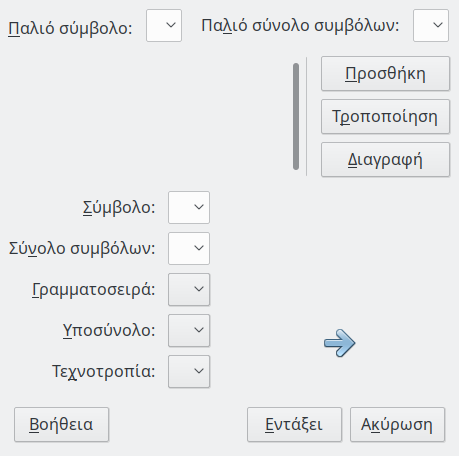 Παλιό σύμβολο: Παλιό σύνολο συμβόλων:
Προσθήκη
Τροποποίηση
Διαγραφή
Σύμβολο:
Σύνολο συμβόλων:
Γραμματοσειρά:
Υποσύνολο:
Τεχνοτροπία:
Βοήθεια Εντάξει Ακύρωση